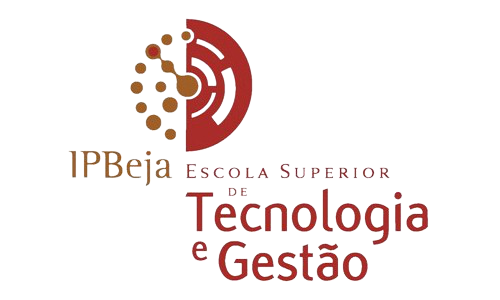 IPBeja ESCOLA SUPERIOR
DE
Tecnologia
e Gestão